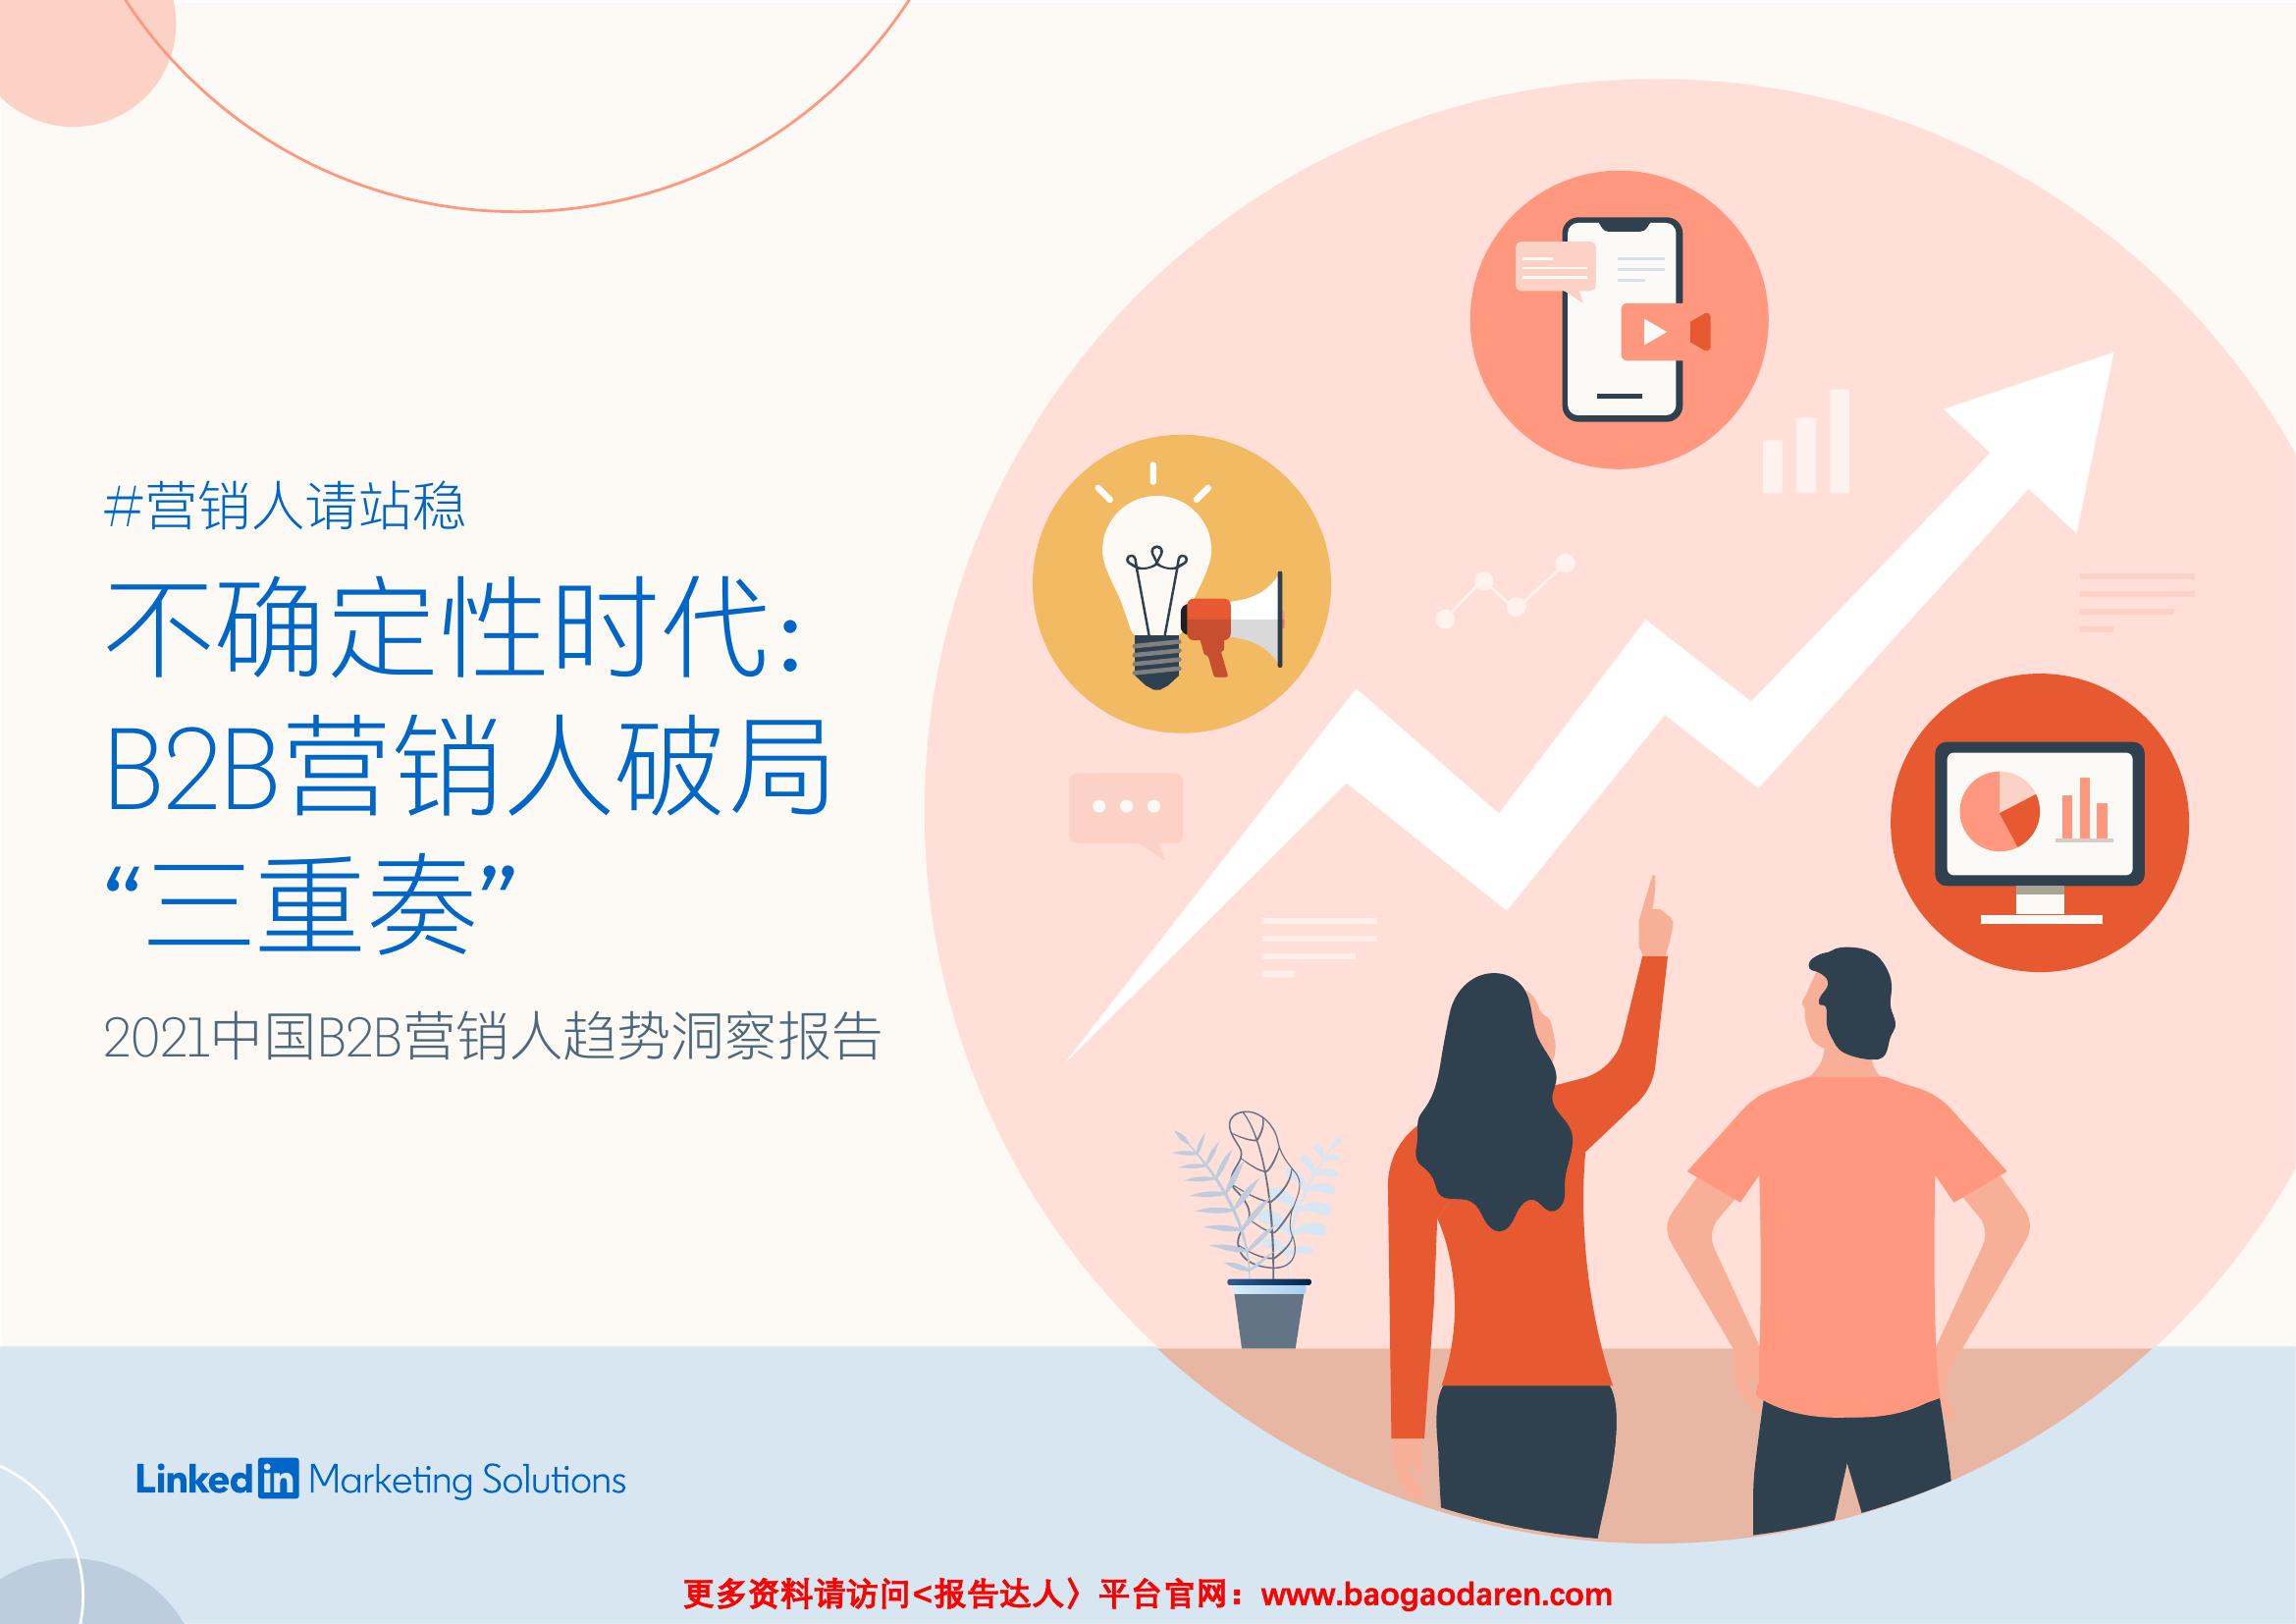 #营销人请站稳
不确定性时代:
B2B营销人破局
“三重奏”
2021中国B2B营销人趋势洞察报告
Linked in Marketing Solutions
更多资料请访问<报告达人〉平台官网：www.baogaodaren.com